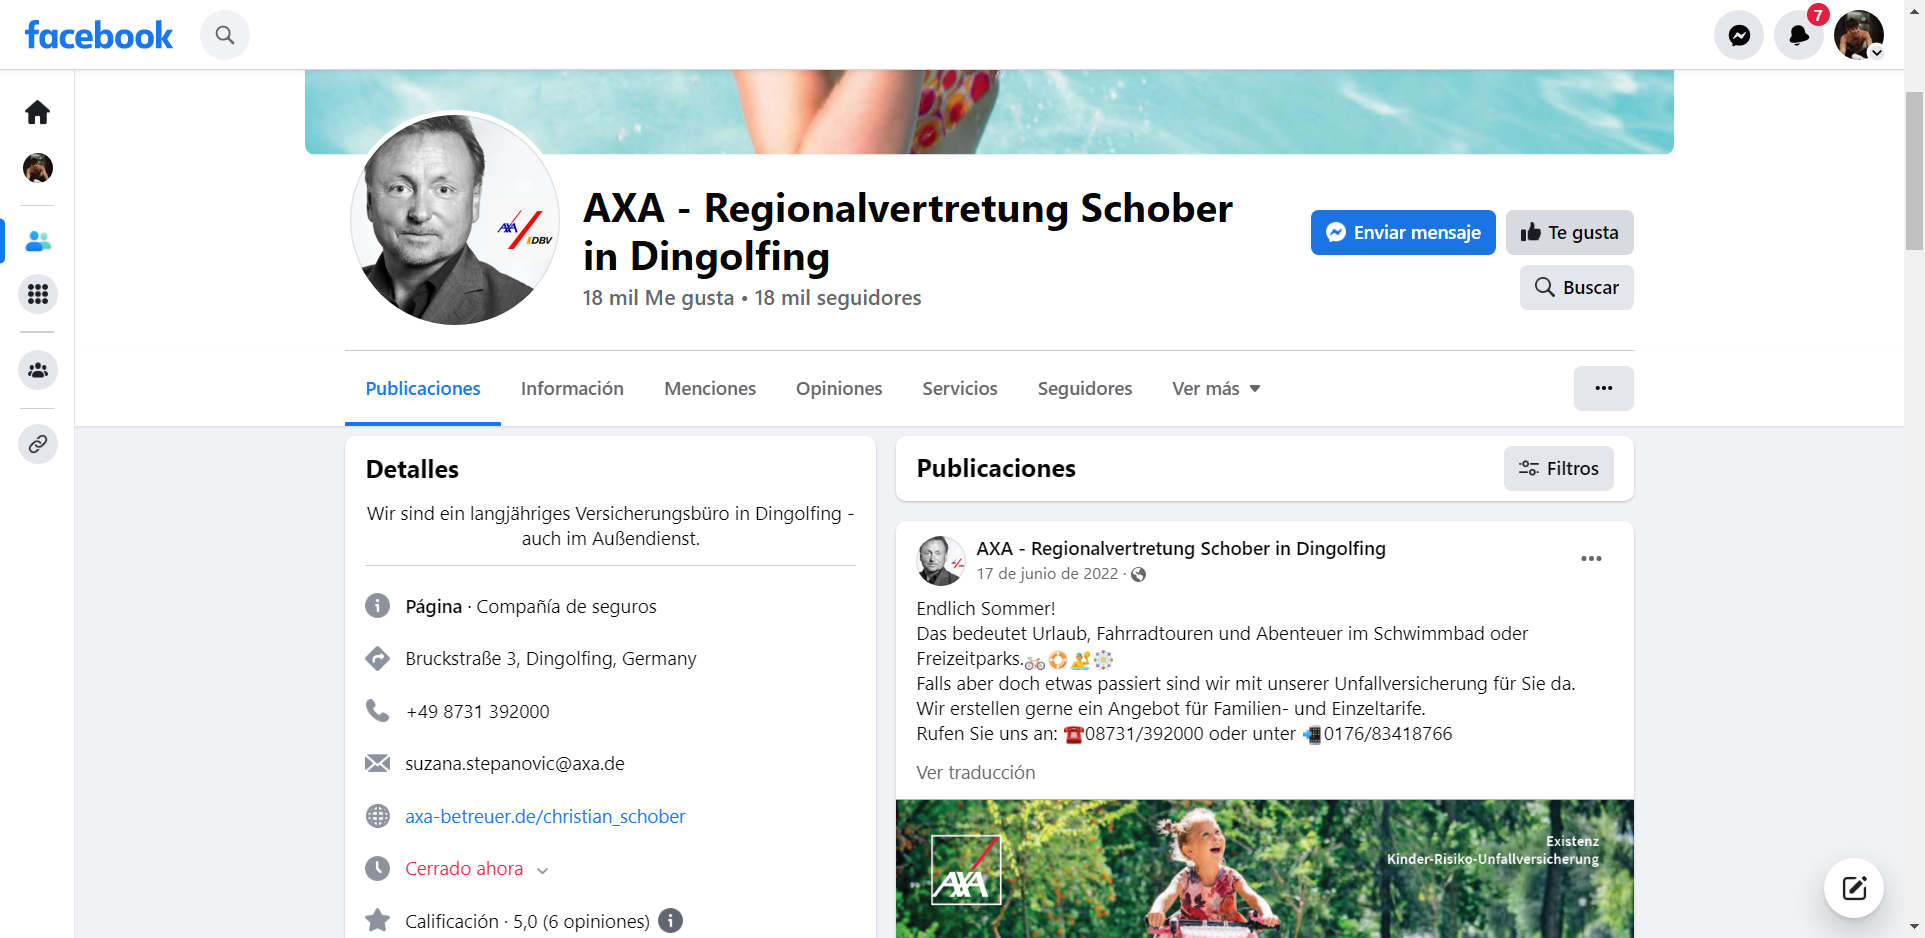 facebook
7
AXA DBV
AXA - Regionalvertretung Schober
in Dingolfing
18 mil Me gusta • 18 mil seguidores
Enviar mensaje
Te gusta
Buscar
Publicaciones
Información
Menciones
Opiniones
Servicios
Seguidores
Ver más
Detalles
Wir sind ein langjähriges Versicherungsbüro in Dingolfing -
auch im Außendienst.
Página · Compañía de seguros
Bruckstraße 3, Dingolfing, Germany
+49 8731 392000
suzana.stepanovic@axa.de
axa-betreuer.de/christian_schober
Cerrado ahora
Calificación · 5,0 (6 opiniones)
Publicaciones
Filtros
AXA - Regionalvertretung Schober in Dingolfing
17 de junio de 2022 ·
Endlich Sommer!
Das bedeutet Urlaub, Fahrradtouren und Abenteuer im Schwimmbad oder
Freizeitparks.🚲🛟🤽🎡
Falls aber doch etwas passiert sind wir mit unserer Unfallversicherung für Sie da.
Wir erstellen gerne ein Angebot für Familien- und Einzeltarife.
Rufen Sie uns an: ☎️08731/392000 oder unter 📲0176/83418766
Ver traducción
AXA
Existenz
Kinder-Risiko-Unfallversicherung